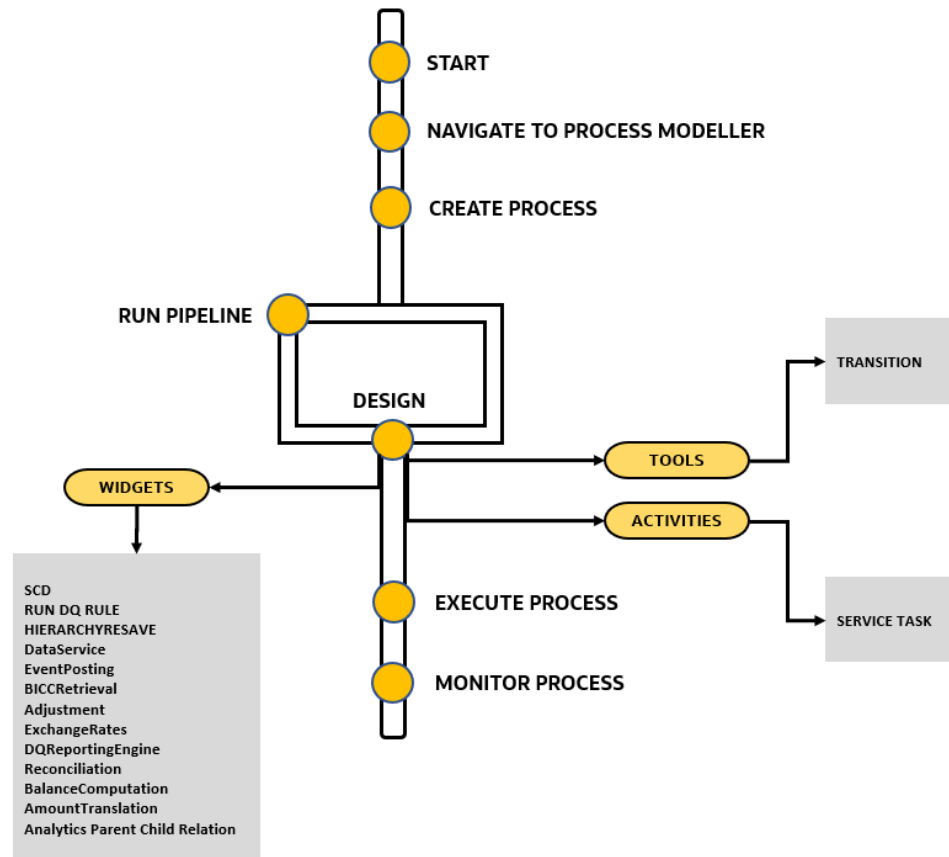 START
NAVIGATE TO PROCESS MODELLER
CREATE PROCESS
RUN PIPELINE
DESIGN
TRANSITION
TOOLS
WIDGETS
ACTIVITIES
SCD
RUN DQ RULE
HIERARCHYRESAVE
DataService
EventPosting
BICCRetrieval
Adjustment
ExchangeRates
DQReportingEngine
Reconciliation
BalanceComputation
AmountTranslation
Analytics Parent Child Relation
EXECUTE PROCESS
SERVICE TASK
MONITOR PROCESS